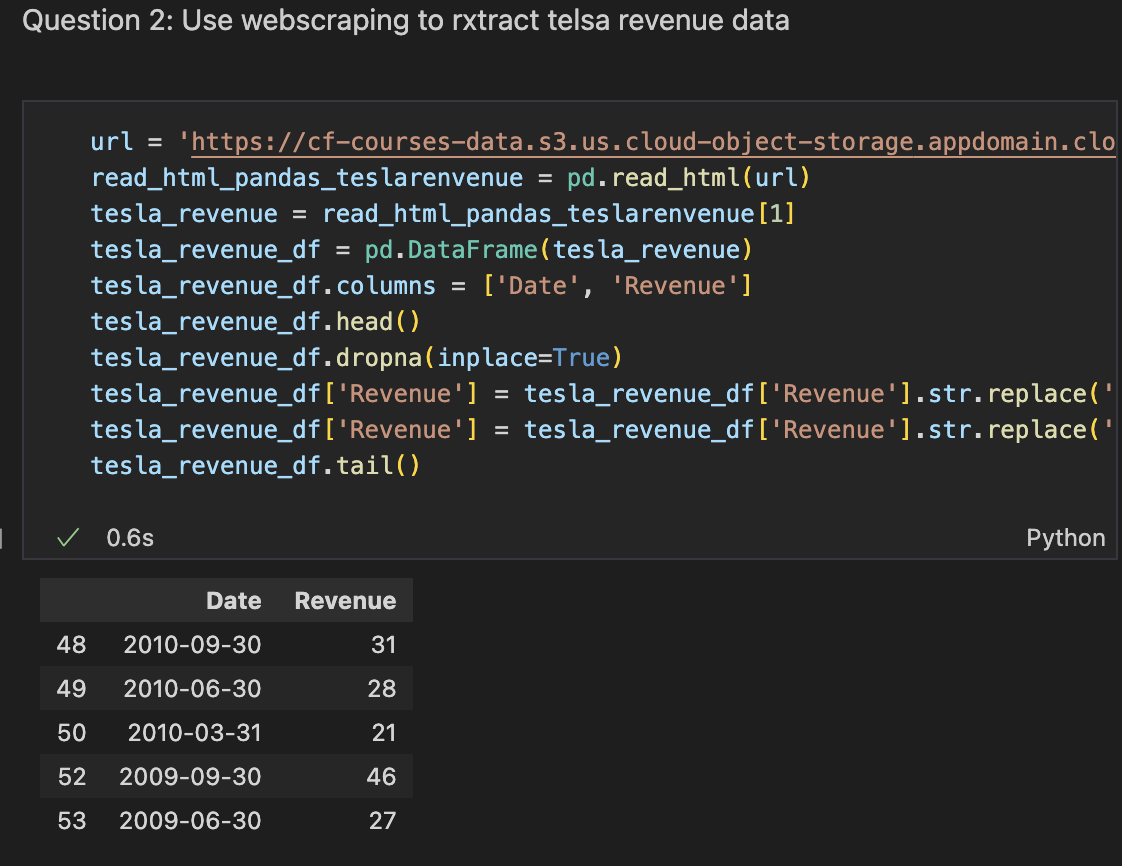 Question 2: Use webscraping to rxtract telsa revenue data
url = 'https://cf-courses-data.s3.us.cloud-object-storage.appdomain.clo
read_html_pandas_teslarenvenue = pd.read_html(url)
tesla_revenue = read_html_pandas_teslarenvenue[1]
tesla_revenue_df = pd.DataFrame(tesla_revenue)
tesla_revenue_df.columns = ['Date', 'Revenue']
tesla_revenue_df.head()
tesla_revenue_df.dropna(inplace=True)
tesla_revenue_df['Revenue'] = tesla_revenue_df['Revenue'].str.replace('
tesla_revenue_df['Revenue'] = tesla_revenue_df['Revenue'].str.replace('
tesla_revenue_df.tail()
✓ 0.6s Python
Date Revenue
48 2010-09-30 31
49 2010-06-30 28
50 2010-03-31 21
52 2009-09-30 46
53 2009-06-30 27